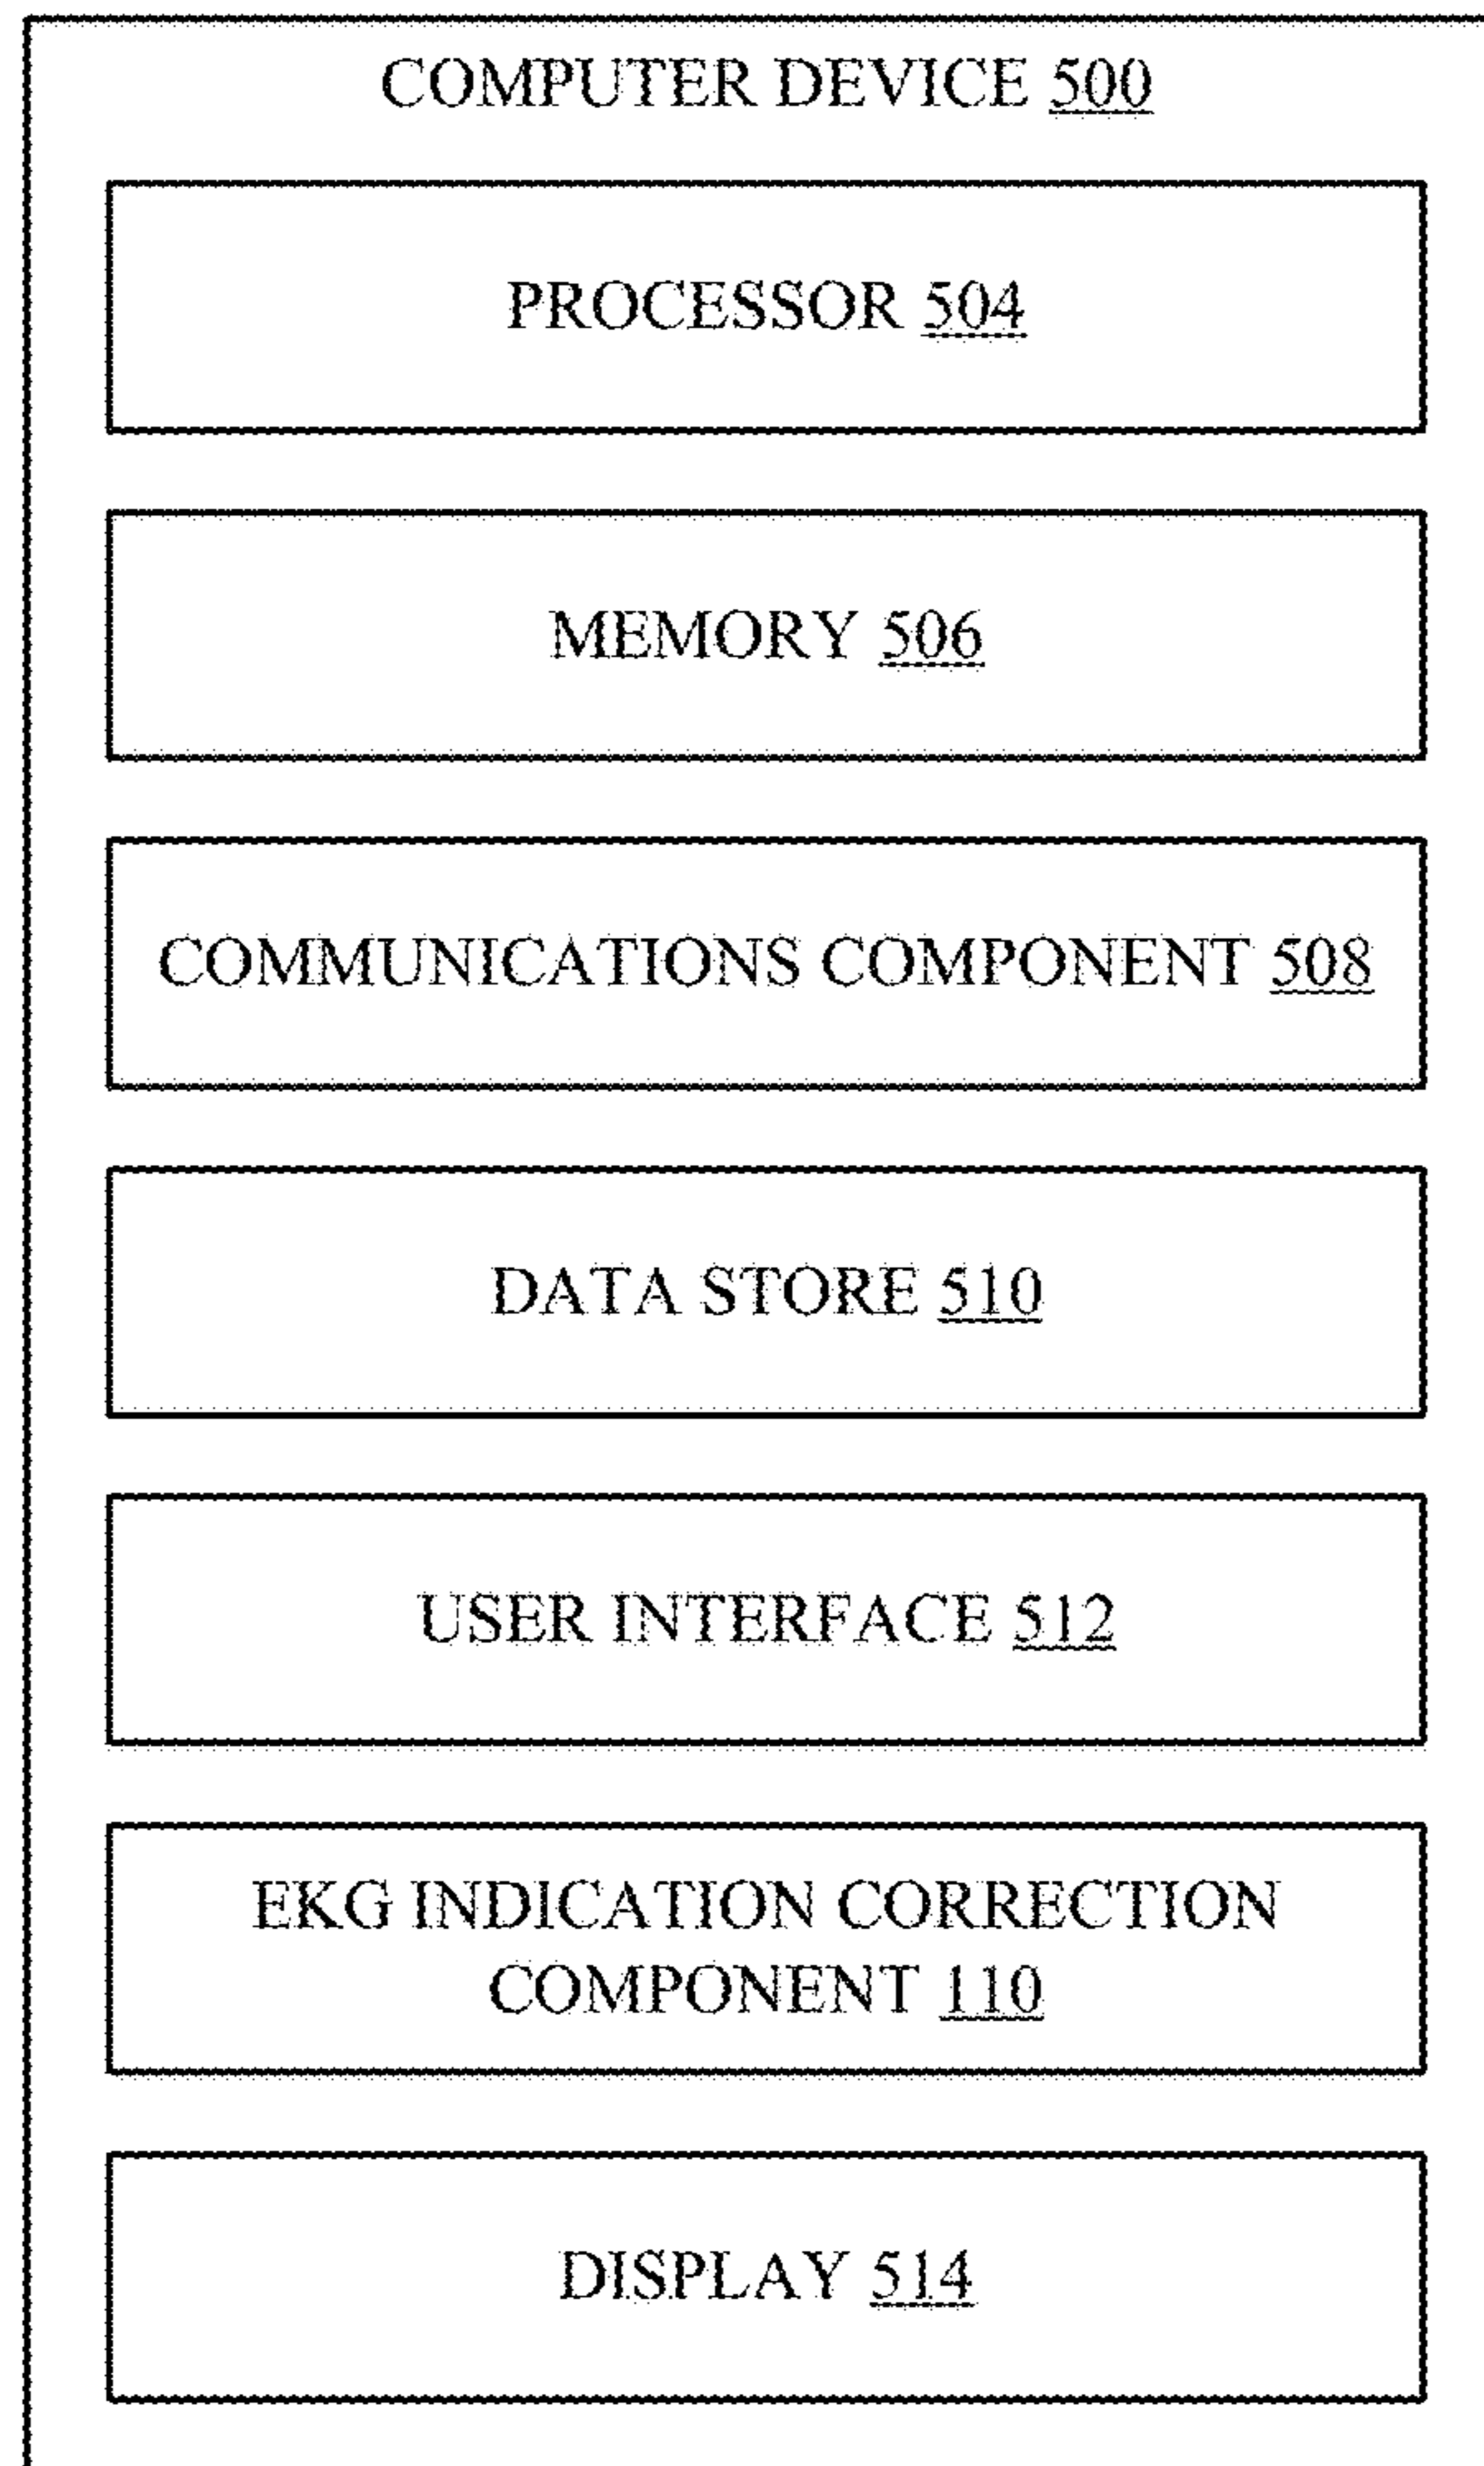 COMPUTER DEVICE 500
PROCESSOR 504
MEMORY 506
COMMUNICATIONS COMPONENT 508
DATA STORE 510
USER INTERFACE 512
EKG INDICATION CORRECTION
COMPONENT 110
DISPLAY 514